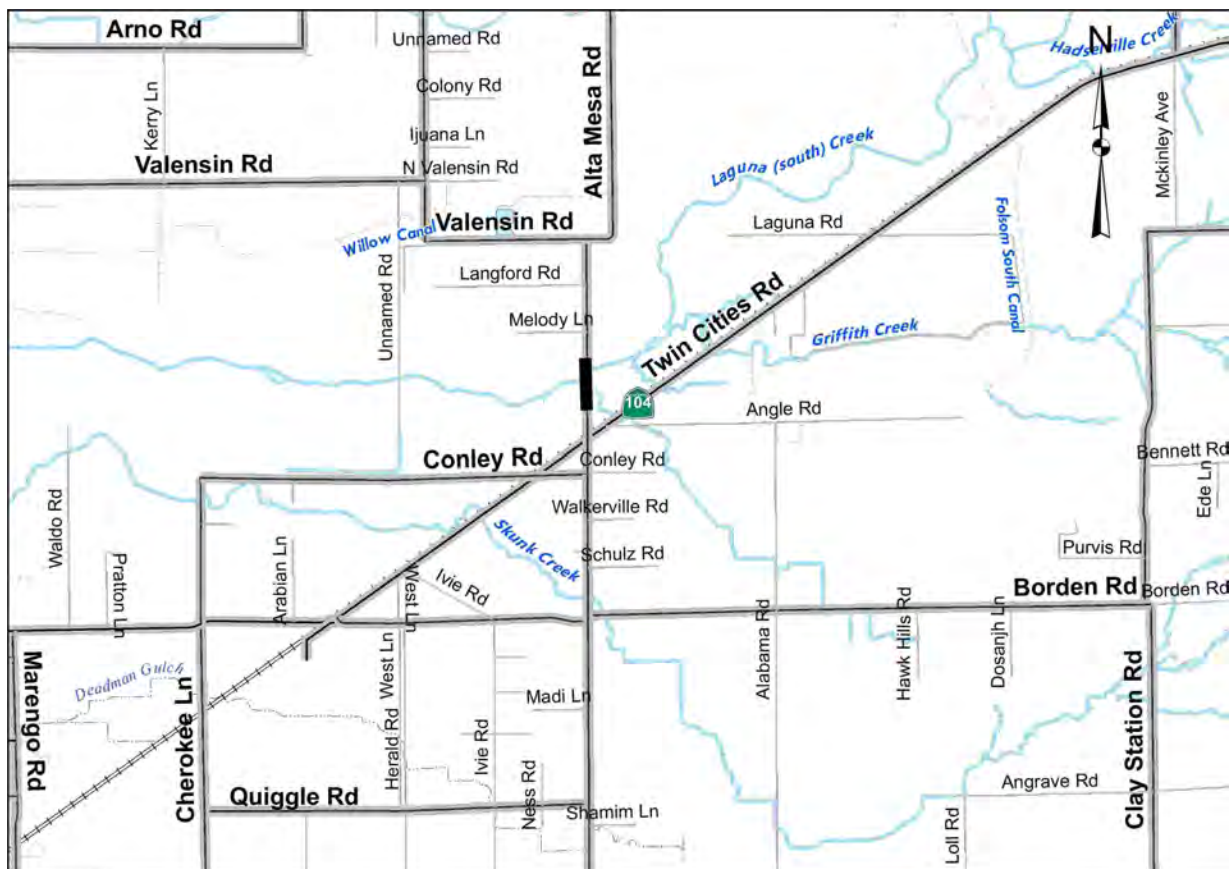 Arno Rd
Unnamed Rd
Alta Mesa Rd
N
Hadselville Creek
Kerry Ln
Colony Rd
Mckinley Ave
Ijuana Ln
Laguna (south) Creek
Valensin Rd
N Valensin Rd
Willow Canal
Valensin Rd
Laguna Rd
Folsom South Canal
Unnamed Rd
Langford Rd
Melody Ln
Twin Cities Rd
Griffith Creek
104
Angle Rd
Conley Rd
Conley Rd
Bennett Rd
Ede Ln
Waldo Rd
Walkerville Rd
Skunk Creek
Pratton Ln
Arabian Ln
West Ln
Ivie Rd
Schulz Rd
Purvis Rd
Borden Rd
Borden Rd
Marengo Rd
Deadman Gulch
Cherokee Ln
Herald Rd West Ln
Ivie Rd
Madi Ln
Alabama Rd
Hawk Hills Rd
Dosanjh Ln
Clay Station Rd
Quiggle Rd
Ness Rd
Shamim Ln
Angrave Rd
Loll Rd